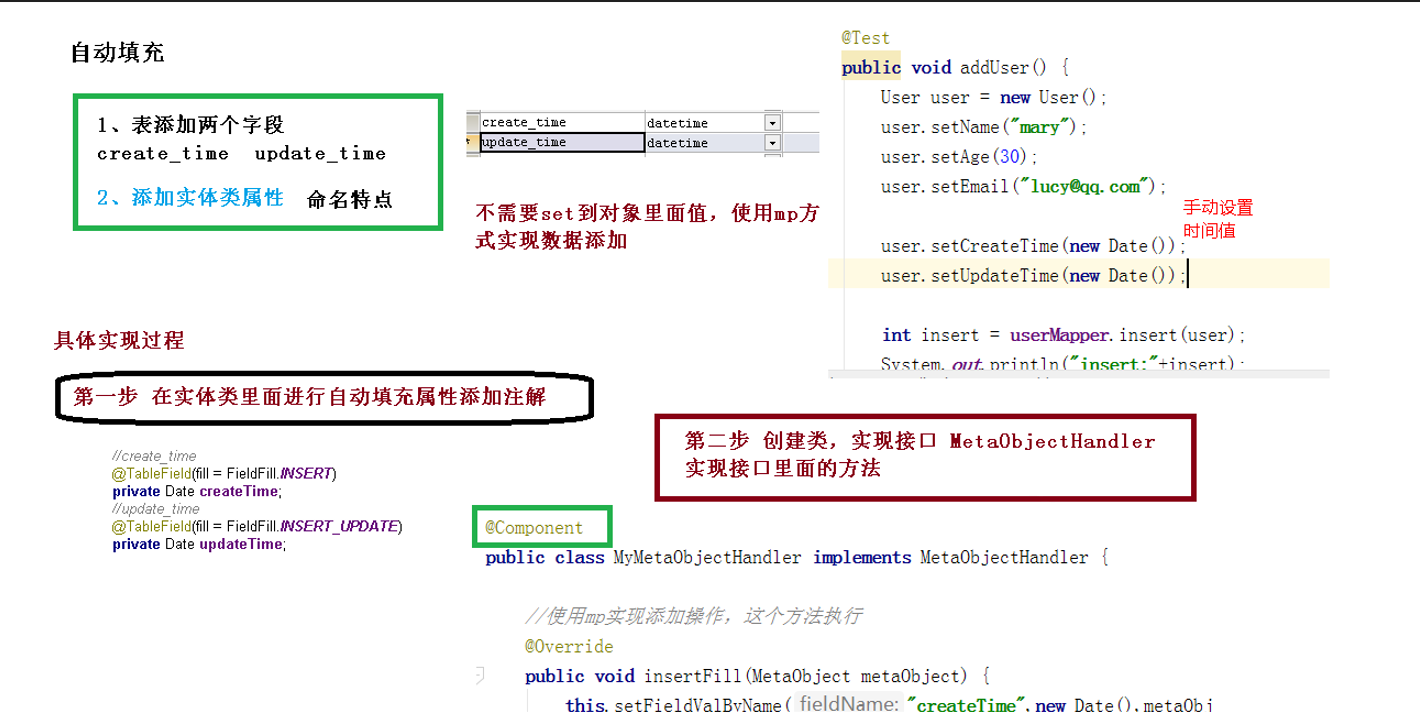 自动填充
1、表添加两个字段
create_time update_time
2、添加实体类属性 命名特点
create_time datetime
update_time datetime
不需要set到对象里面值，使用mp方
式实现数据添加
@Test
public void addUser() {
User user = new User();
user.setName("mary");
user.setAge(30);
user.setEmail("lucy@qq.com");
手动设置
时间值
user.setCreateTime(new Date());
user.setUpdateTime(new Date());
int insert = userMapper.insert(user);
System.out.println("insert:"+insert);
具体实现过程
第一步 在实体类里面进行自动填充属性添加注解
//create_time
@TableField(fill = FieldFill.INSERT)
private Date createTime;
//update_time
@TableField(fill = FieldFill.INSERT_UPDATE)
private Date updateTime;
第二步 创建类，实现接口 MetaObjectHandler
实现接口里面的方法
@Component
public class MyMetaObjectHandler implements MetaObjectHandler {
//使用mp实现添加操作，这个方法执行
@Override
public void insertFill(MetaObject metaObject) {
this.setFieldValByName( fieldName: "createTime",new Date(),metaObj